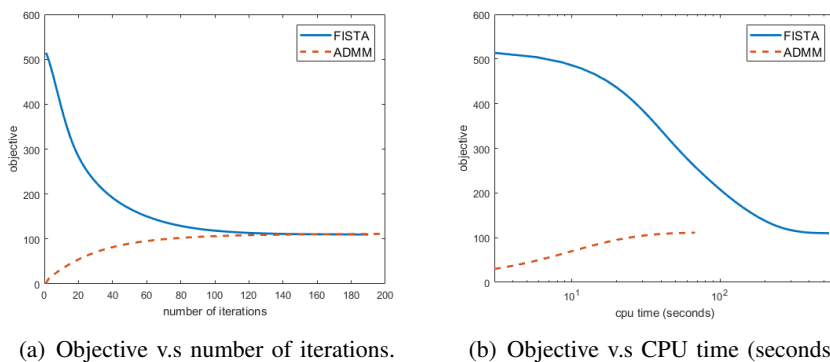 600
500
400
300
200
100
0
objective
0 20 40 60 80 100 120 140 160 180 200
number of iterations
FISTA
ADMM
600
500
400
300
200
100
0
objective
10^1 10^2
cpu time (seconds)
FISTA
ADMM
(a) Objective v.s number of iterations.
(b) Objective v.s CPU time (seconds